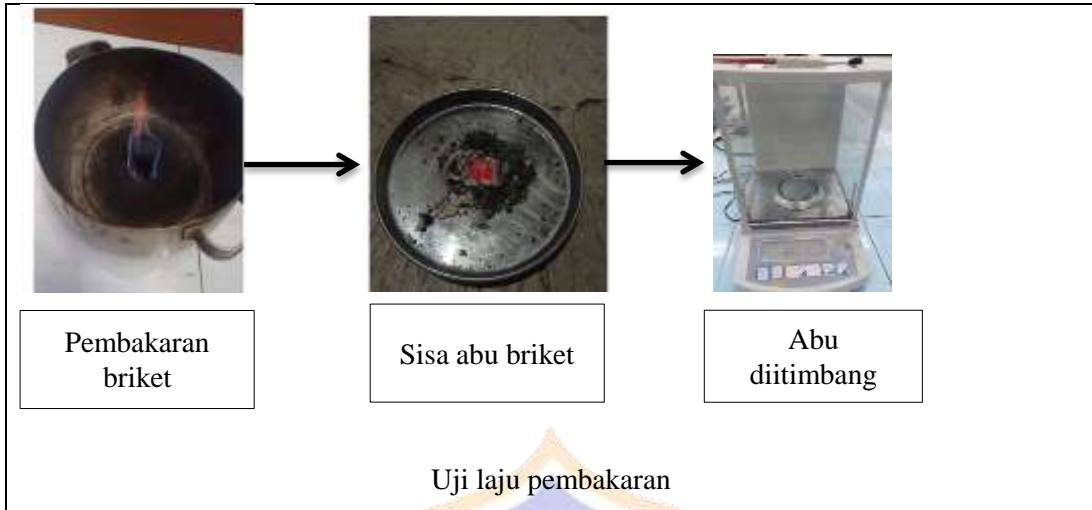 Pembakaran
briket
Sisa abu briket
Abu
diitimbang
Uji laju pembakaran